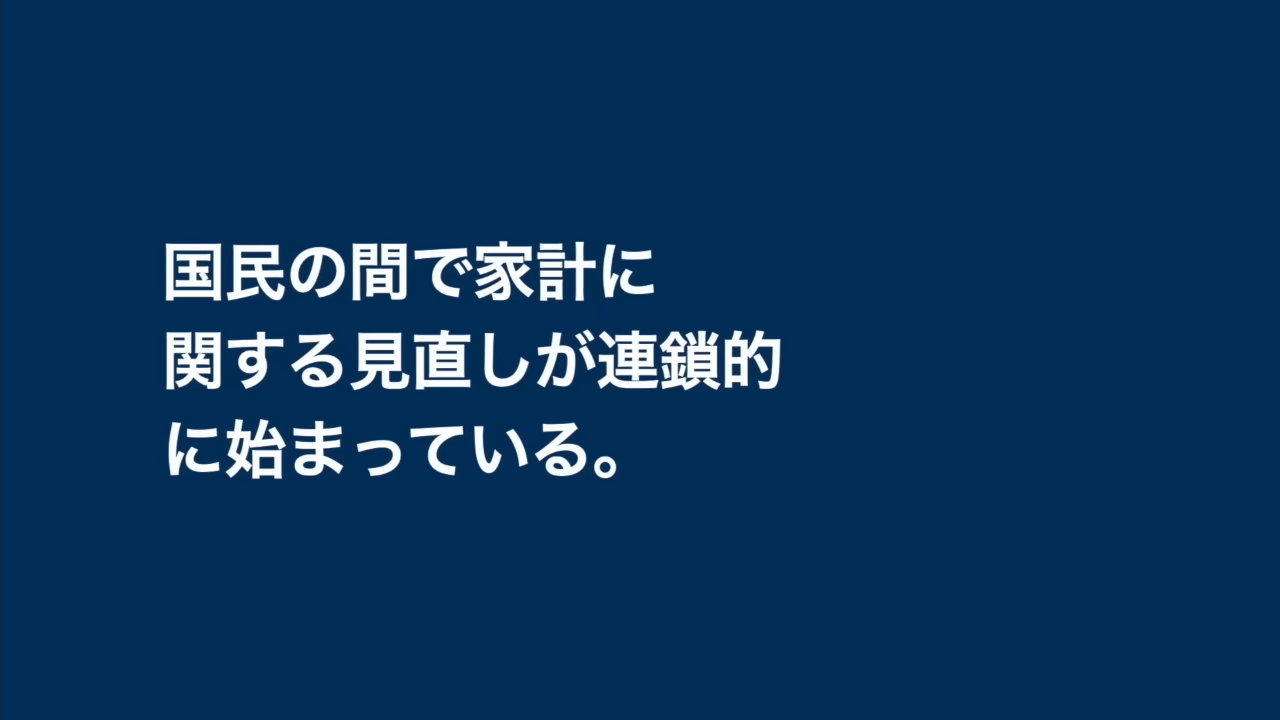 国民の間で家計に
関する見直しが連鎖的
に始まっている。